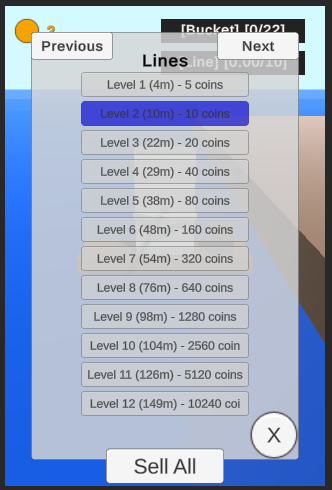 2
[Bucket] [0/22]
Previous
Next
Lines
[Line] [0.00/10]
Level 1 (4m) - 5 coins
Level 2 (10m) - 10 coins
Level 3 (22m) - 20 coins
Level 4 (29m) - 40 coins
Level 5 (38m) - 80 coins
Level 6 (48m) - 160 coins
Level 7 (54m) - 320 coins
Level 8 (76m) - 640 coins
Level 9 (98m) - 1280 coins
Level 10 (104m) - 2560 coin
Level 11 (126m) - 5120 coins
Level 12 (149m) - 10240 coi
X
Sell All